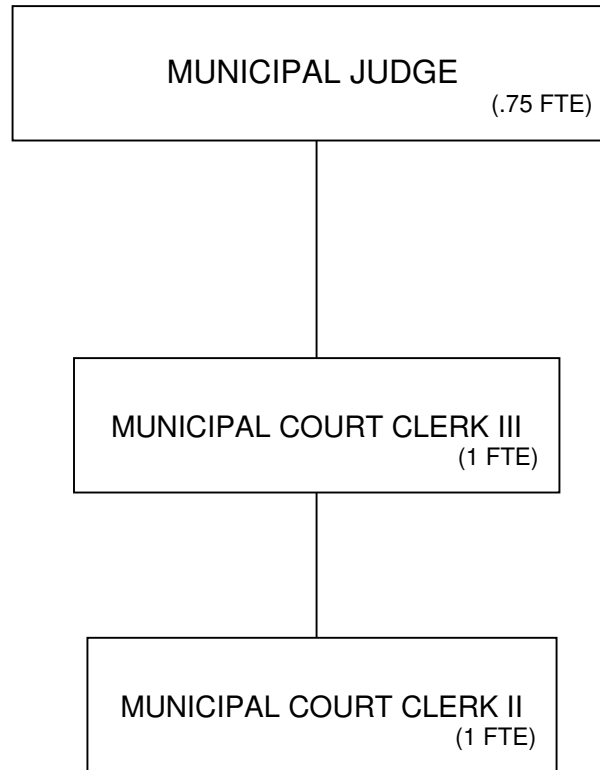 MUNICIPAL JUDGE
(.75 FTE)
MUNICIPAL COURT CLERK III
(1 FTE)
MUNICIPAL COURT CLERK II
(1 FTE)